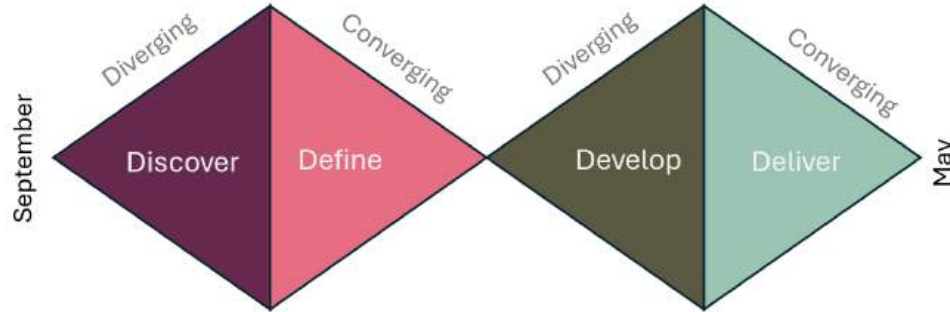 September
Diverging
Discover
Converging
Define
Diverging
Develop
Converging
Deliver
May